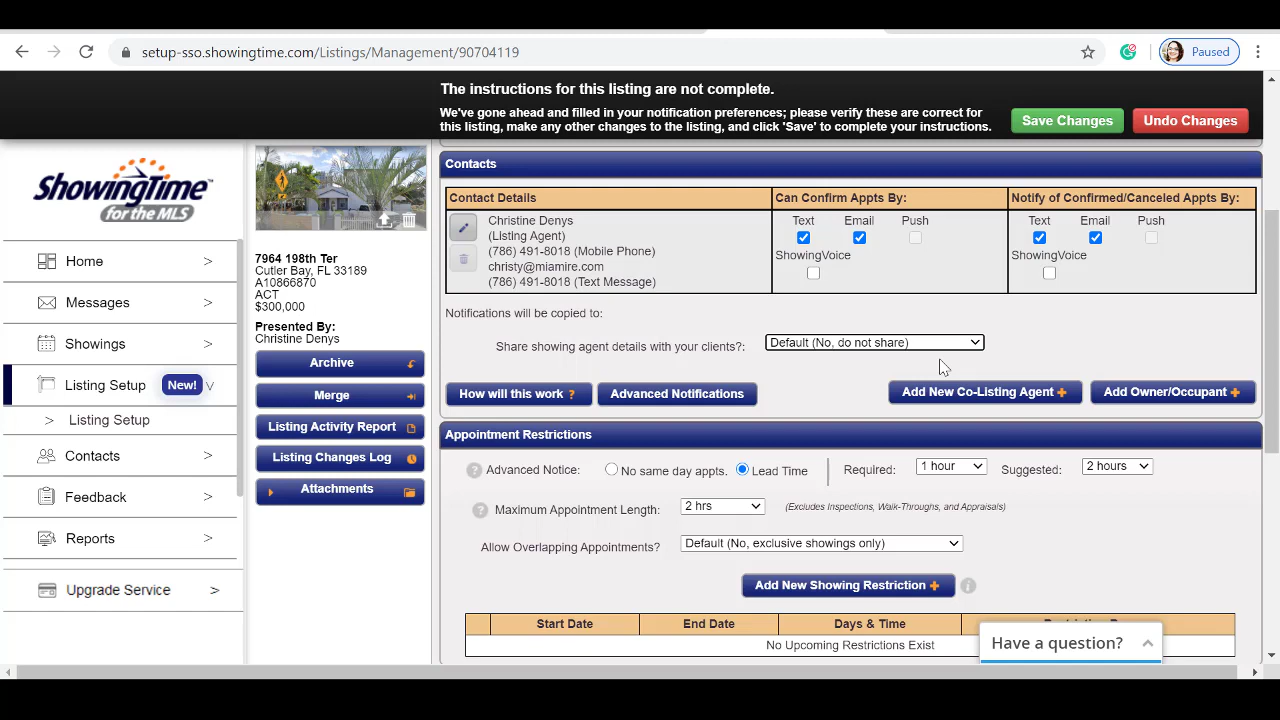 setup-sso.showingtime.com/Listings/Management/90704119
Paused
The instructions for this listing are not complete.
We've gone ahead and filled in your notification preferences; please verify these are correct for
this listing, make any other changes to the listing, and click 'Save' to complete your instructions.
Save Changes
Undo Changes
ShowingTime
for the MLS
Home >
Messages >
Showings >
Listing Setup New!
> Listing Setup
Contacts >
Feedback >
Reports >
Upgrade Service >
7964 198th Ter
Cutler Bay, FL 33189
A10866870
ACT
$300,000
Presented By:
Christine Denys
Archive
Merge
Listing Activity Report
Listing Changes Log
Attachments
Contacts
Contact Details Can Confirm Appts By: Notify of Confirmed/Canceled Appts By:
Christine Denys
(Listing Agent)
(786) 491-8018 (Mobile Phone)
christy@miamire.com
(786) 491-8018 (Text Message)
Text Email Push
ShowingVoice
Text Email Push
ShowingVoice
Notifications will be copied to:
Share showing agent details with your clients?: Default (No, do not share)
How will this work ?
Advanced Notifications
Add New Co-Listing Agent +
Add Owner/Occupant +
Appointment Restrictions
? Advanced Notice: No same day appts. Lead Time Required: 1 hour Suggested: 2 hours
? Maximum Appointment Length: 2 hrs (Excludes Inspections, Walk-Throughs, and Appraisals)
Allow Overlapping Appointments? Default (No, exclusive showings only)
Add New Showing Restriction + i
Start Date End Date Days & Time
No Upcoming Restrictions Exist
Have a question?